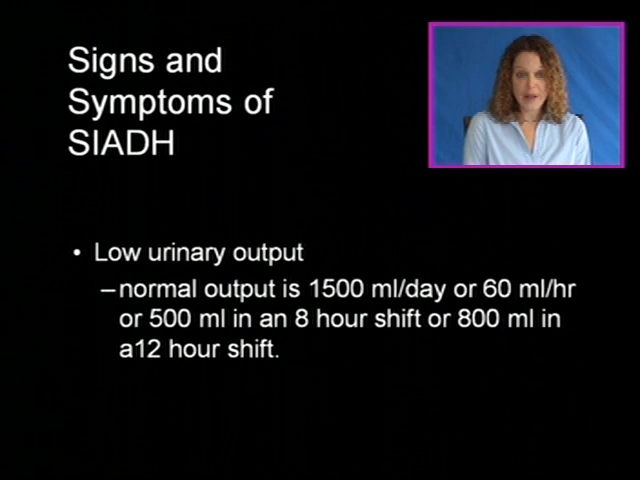 Signs and
Symptoms of
SIADH
• Low urinary output
–normal output is 1500 ml/day or 60 ml/hr
or 500 ml in an 8 hour shift or 800 ml in
a12 hour shift.